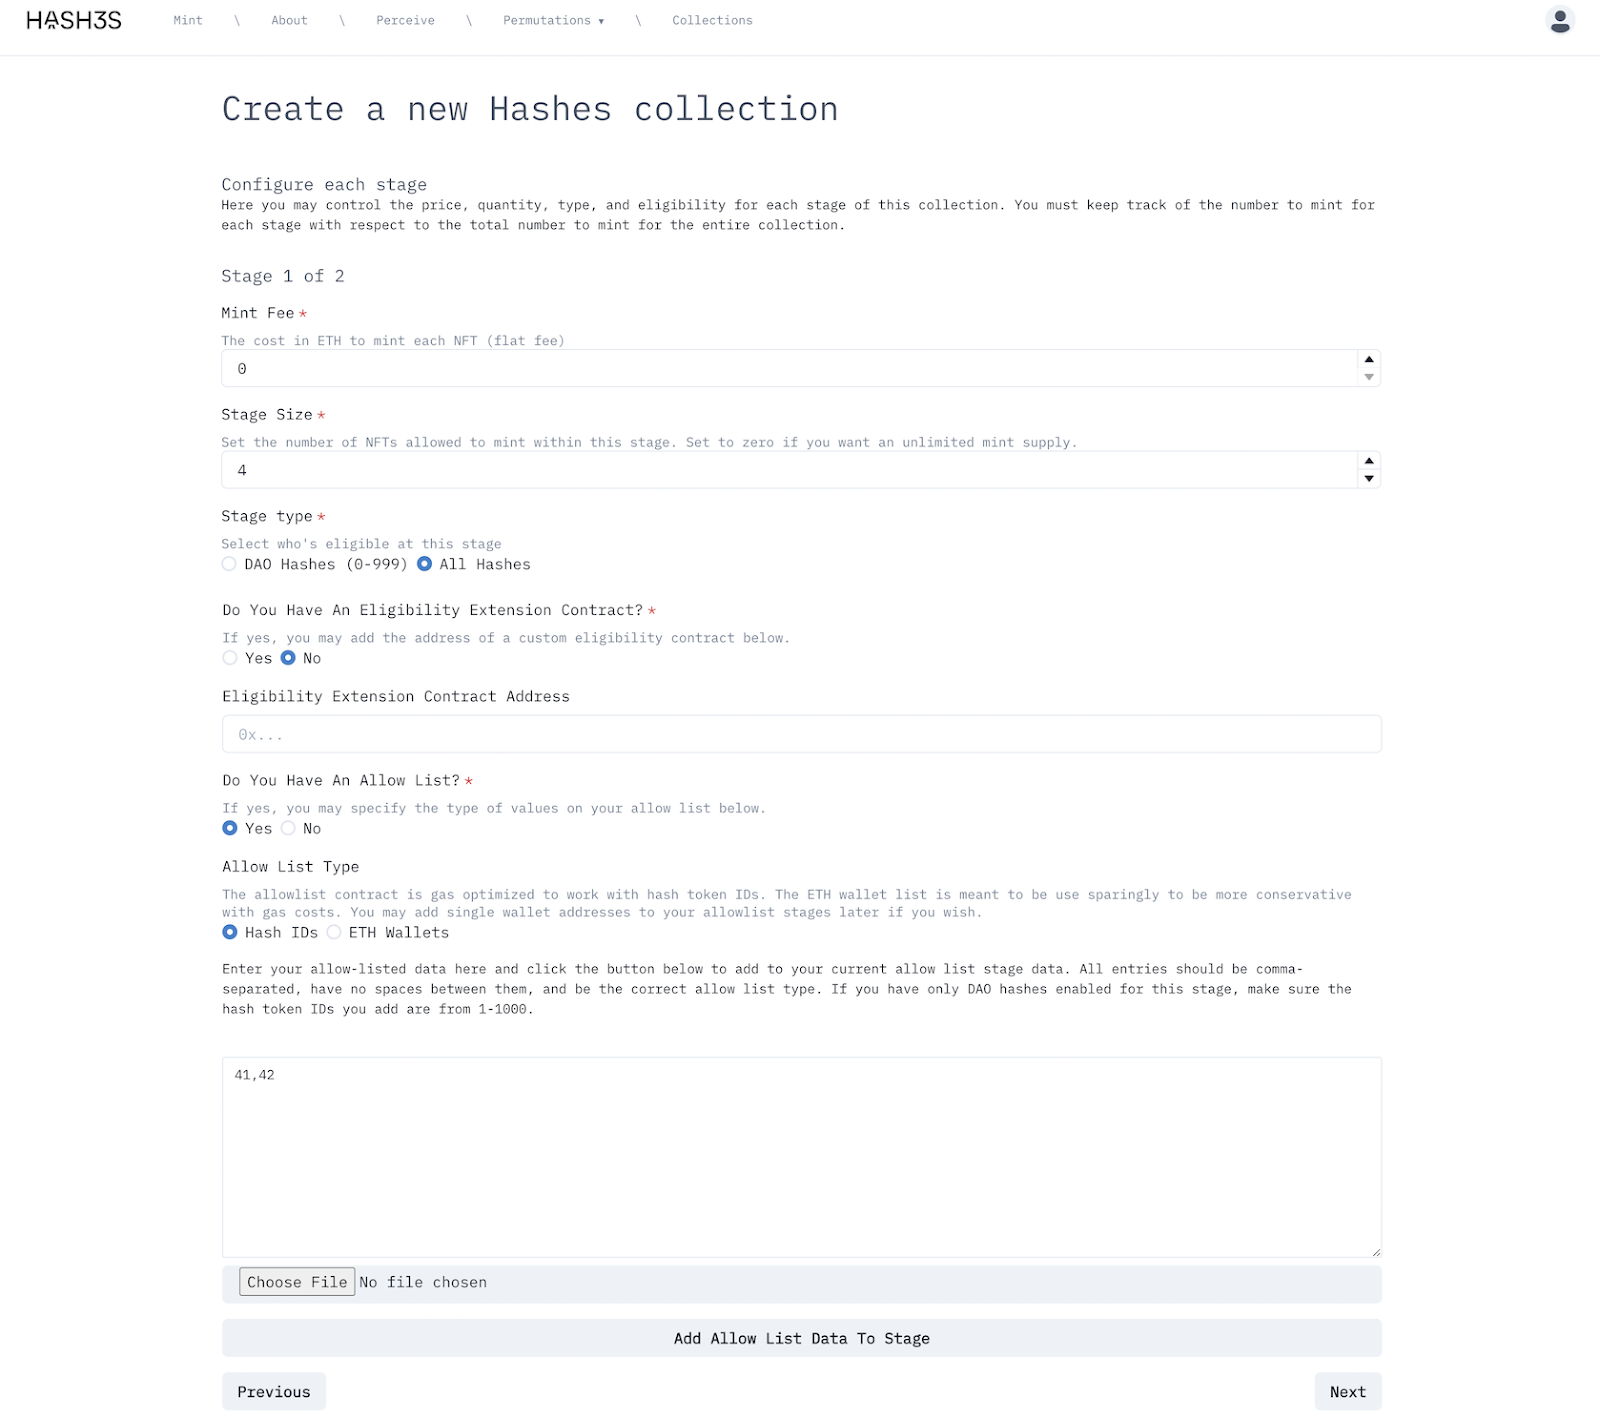 HASH3S Mint \ About \ Perceive \ Permutations ▾ \ Collections
Create a new Hashes collection
Configure each stage
Here you may control the price, quantity, type, and eligibility for each stage of this collection. You must keep track of the number to mint for
each stage with respect to the total number to mint for the entire collection.
Stage 1 of 2
Mint Fee *
The cost in ETH to mint each NFT (flat fee)
0
Stage Size *
Set the number of NFTs allowed to mint within this stage. Set to zero if you want an unlimited mint supply.
4
Stage type *
Select who's eligible at this stage
DAO Hashes (0-999) All Hashes
Do You Have An Eligibility Extension Contract? *
If yes, you may add the address of a custom eligibility contract below.
Yes No
Eligibility Extension Contract Address
0x...
Do You Have An Allow List? *
If yes, you may specify the type of values on your allow list below.
Yes No
Allow List Type
The allowlist contract is gas optimized to work with hash token IDs. The ETH wallet list is meant to be use sparingly to be more conservative
with gas costs. You may add single wallet addresses to your allowlist stages later if you wish.
Hash IDs ETH Wallets
Enter your allow-listed data here and click the button below to add to your current allow list stage data. All entries should be comma-
separated, have no spaces between them, and be the correct allow list type. If you have only DAO hashes enabled for this stage, make sure the
hash token IDs you add are from 1-1000.
41,42
Choose File No file chosen
Add Allow List Data To Stage
Previous Next